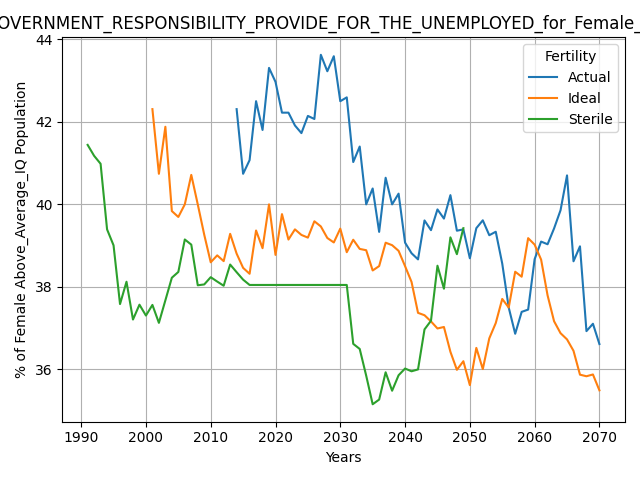 OVERNMENT_RESPONSIBILITY_PROVIDE_FOR_THE_UNEMPLOYED_for_Female_
44
42
40
38
36
% of Female Above_Average_IQ Population
Fertility
Actual
Ideal
Sterile
1990 2000 2010 2020 2030 2040 2050 2060 2070
Years